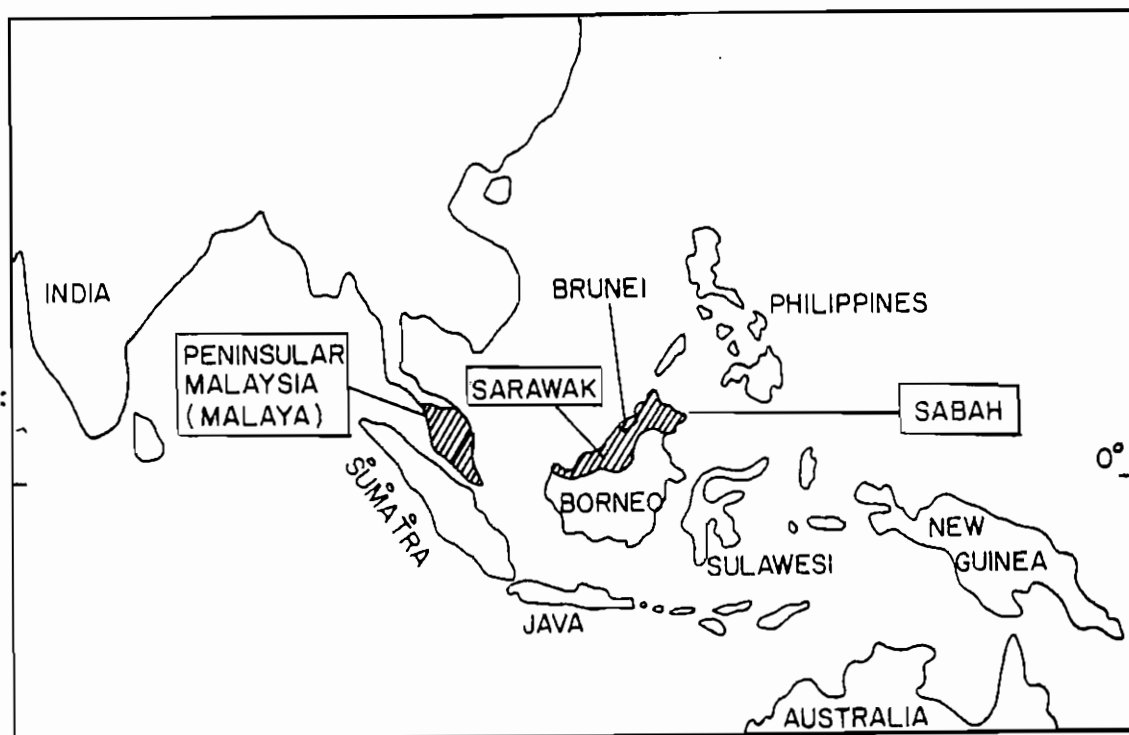 INDIA
PENINSULAR
MALAYSIA
(MALAYA)
SUMATRA
SARAWAK
BRUNEI
PHILIPPINES
SABAH
0°
BORNEO
SULAWESI
NEW
GUINEA
JAVA
AUSTRALIA